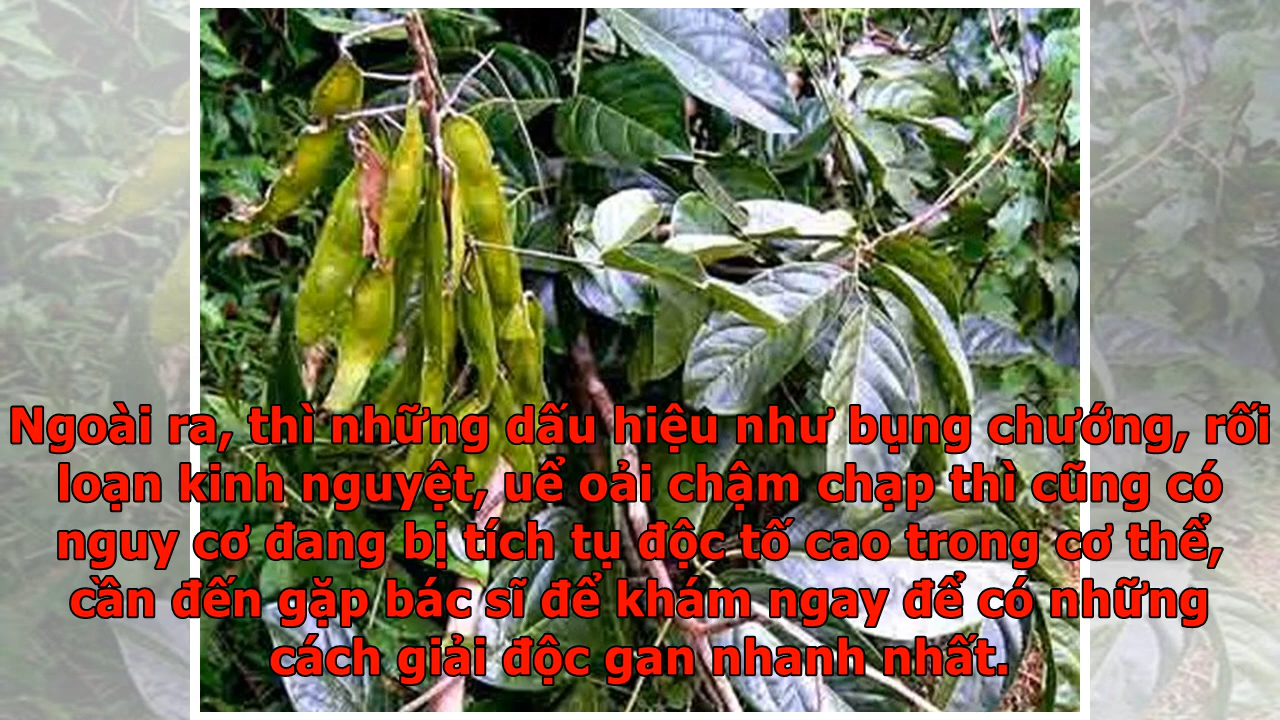 Ngoài ra, thì những dấu hiệu như bụng chướng, rối
loạn kinh nguyệt, uể oải chậm chạp thì cũng có
nguy cơ đang bị tích tụ độc tố cao trong cơ thể,
cần đến gặp bác sĩ để khám ngay để có những
cách giải độc gan nhanh nhất.